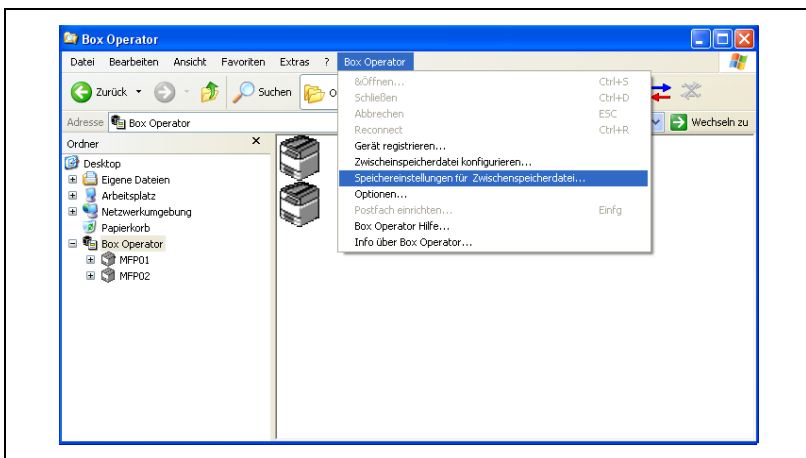 Box Operator
Datei Bearbeiten Ansicht Favoriten Extras ? Box Operator
Zurück Suchen O
&Öffnen... Ctrl+S
Schließen Ctrl+D
Abbrechen ESC
Reconnect Ctrl+R
Gerät registrieren...
Zwischeinspeicherdatei konfigurieren...
Speichereinstellungen für Zwischenspeicherdatei...
Optionen...
Postfach einrichten... Einfg
Box Operator Hilfe...
Info über Box Operator...
Adresse Box Operator Wechseln zu
Ordner x
Desktop
Eigene Dateien
Arbeitsplatz
Netzwerkumgebung
Papierkorb
Box Operator
MFP01
MFP02